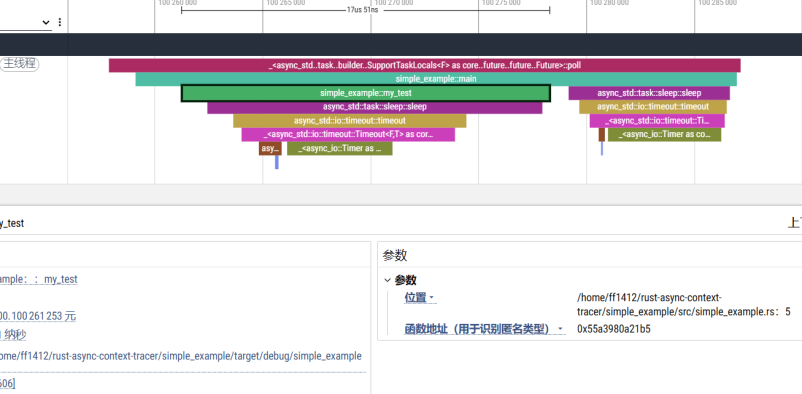 100 260 000 100 265 000 100 270 000 100 275 000 100 280 000 100 285 000
17us 51ns
主线程
_<async_std..task..builder..SupportTaskLocals<F> as core..future..future..Future>::poll
simple_example::main
simple_example::my_test
async_std::task::sleep::sleep
async_std::task::sleep::sleep
async_std::io::timeout::timeout
async_std::io::timeout::timeout
_<async_std::io::timeout::Timeout<F,T> as cor...
_<async_std::io::timeout::Ti...
asy...
_<async_io::Timer as ...
_<async_io::Timer as co...
y_test
上下
参数
ample：：my_test
参数
位置
/home/ff1412/rust-async-context-
tracer/simple_example/src/simple_example.rs：5
00.100 261 253 元
函数地址（用于识别匿名类型）
0x55a3980a21b5
纳秒
ome/ff1412/rust-async-context-tracer/simple_example/target/debug/simple_example
606]